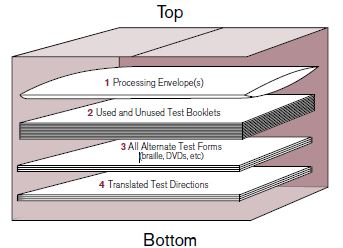 Top
1 Processing Envelope(s)
2 Used and Unused Test Booklets
3 All Alternate Test Forms
(braille, DVDs, etc)
4 Translated Test Directions
Bottom